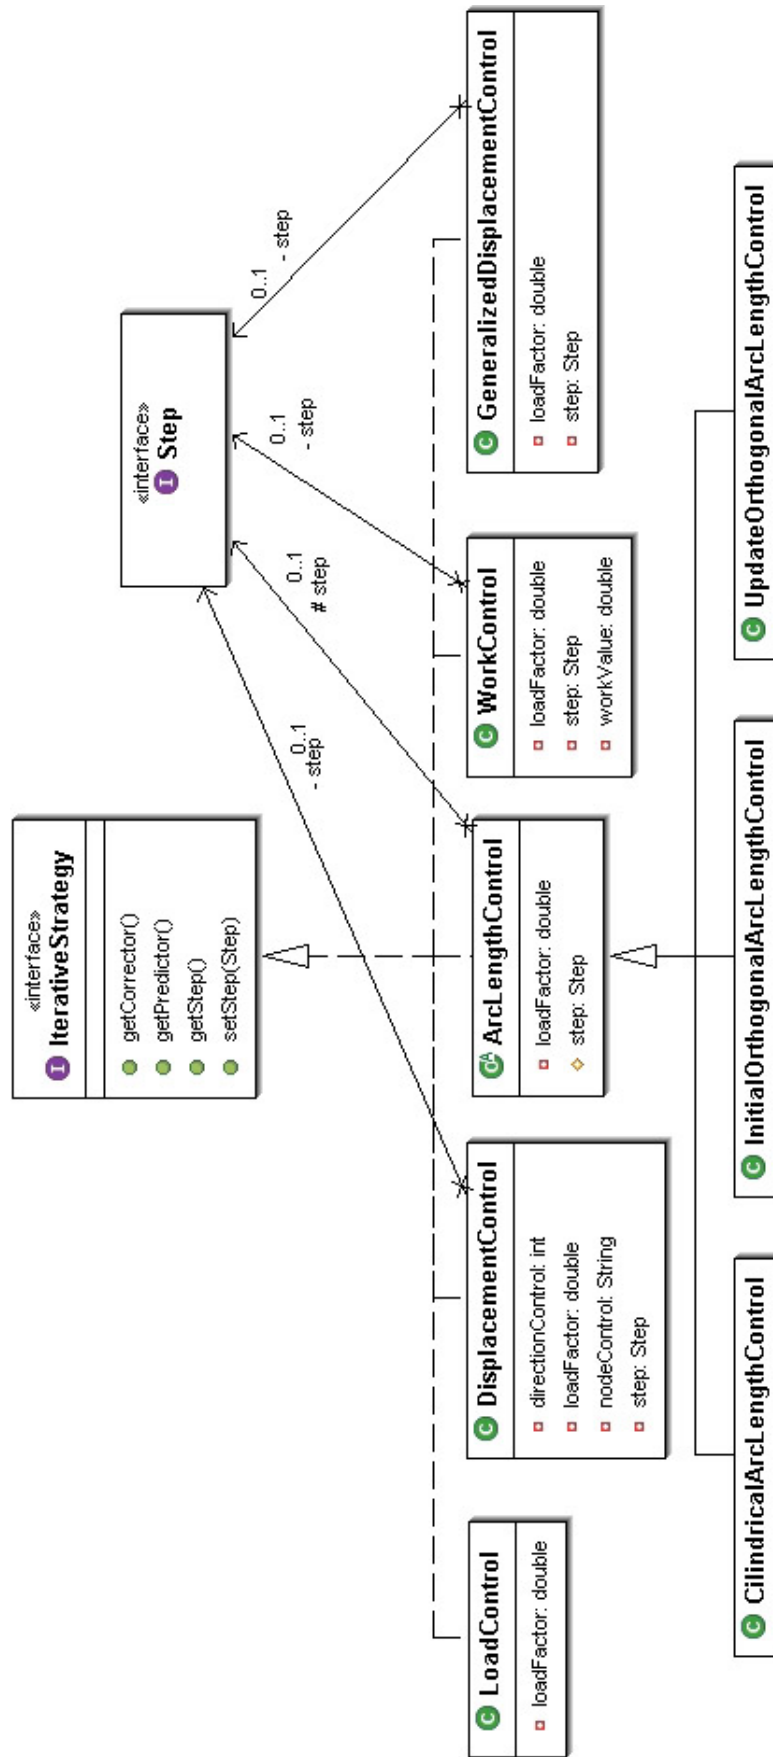 «interface»
I IterativeStrategy
getCorrector()
getPredictor()
getStep()
setStep(Step)
«interface»
I Step
0..1
- step
0..1
# step
0..1
- step
0..1
- step
C LoadControl
loadFactor: double
C DisplacementControl
directionControl: int
loadFactor: double
nodeControl: String
step: Step
ArcLengthControl
loadFactor: double
step: Step
C WorkControl
loadFactor: double
step: Step
workValue: double
C GeneralizedDisplacementControl
loadFactor: double
step: Step
C CilindricalArcLengthControl
C InitialOrthogonalArcLengthControl
C UpdateOrthogonalArcLengthControl